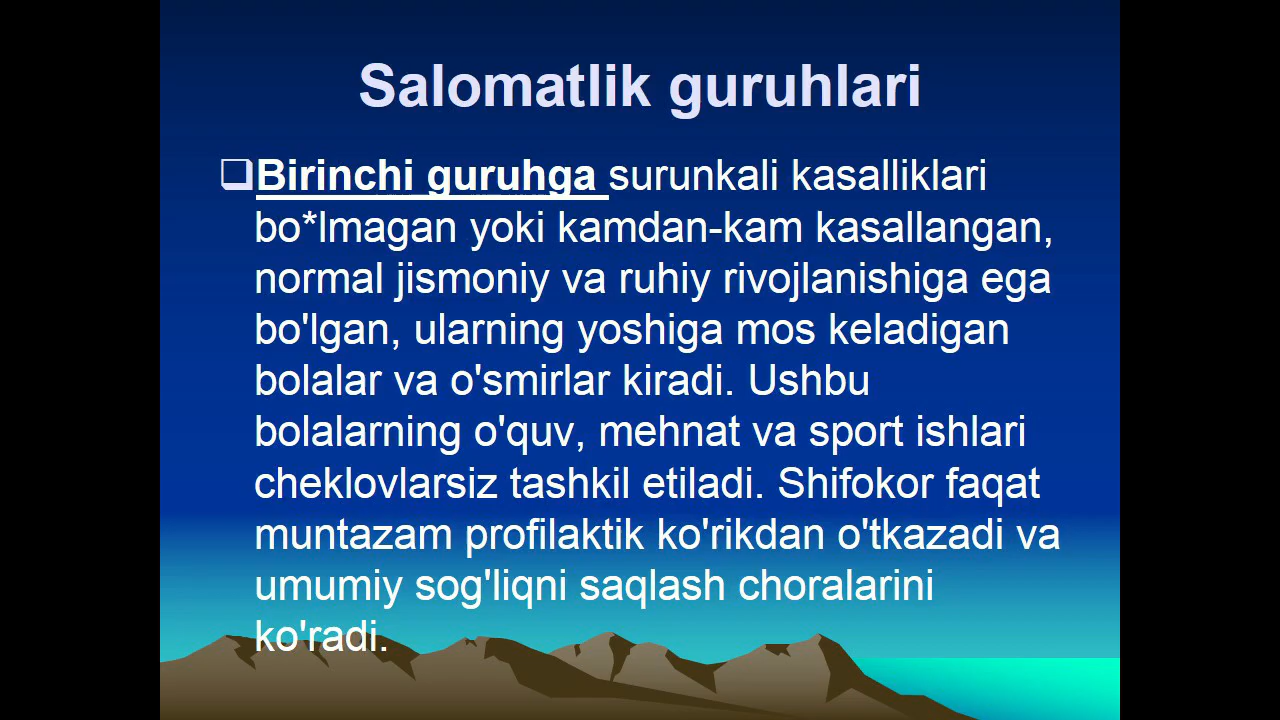 Salomatlik guruhlari
Birinchi guruhga surunkali kasalliklari
bo*lmagan yoki kamdan-kam kasallangan,
normal jismoniy va ruhiy rivojlanishiga ega
bo'lgan, ularning yoshiga mos keladigan
bolalar va o'smirlar kiradi. Ushbu
bolalarning o'quv, mehnat va sport ishlari
cheklovlarsiz tashkil etiladi. Shifokor faqat
muntazam profilaktik ko'rikdan o'tkazadi va
umumiy sog'liqni saqlash choralarini
ko'radi.